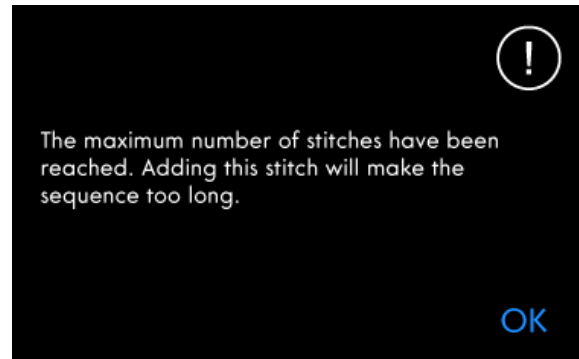 !
The maximum number of stitches have been
reached. Adding this stitch will make the
sequence too long.
OK